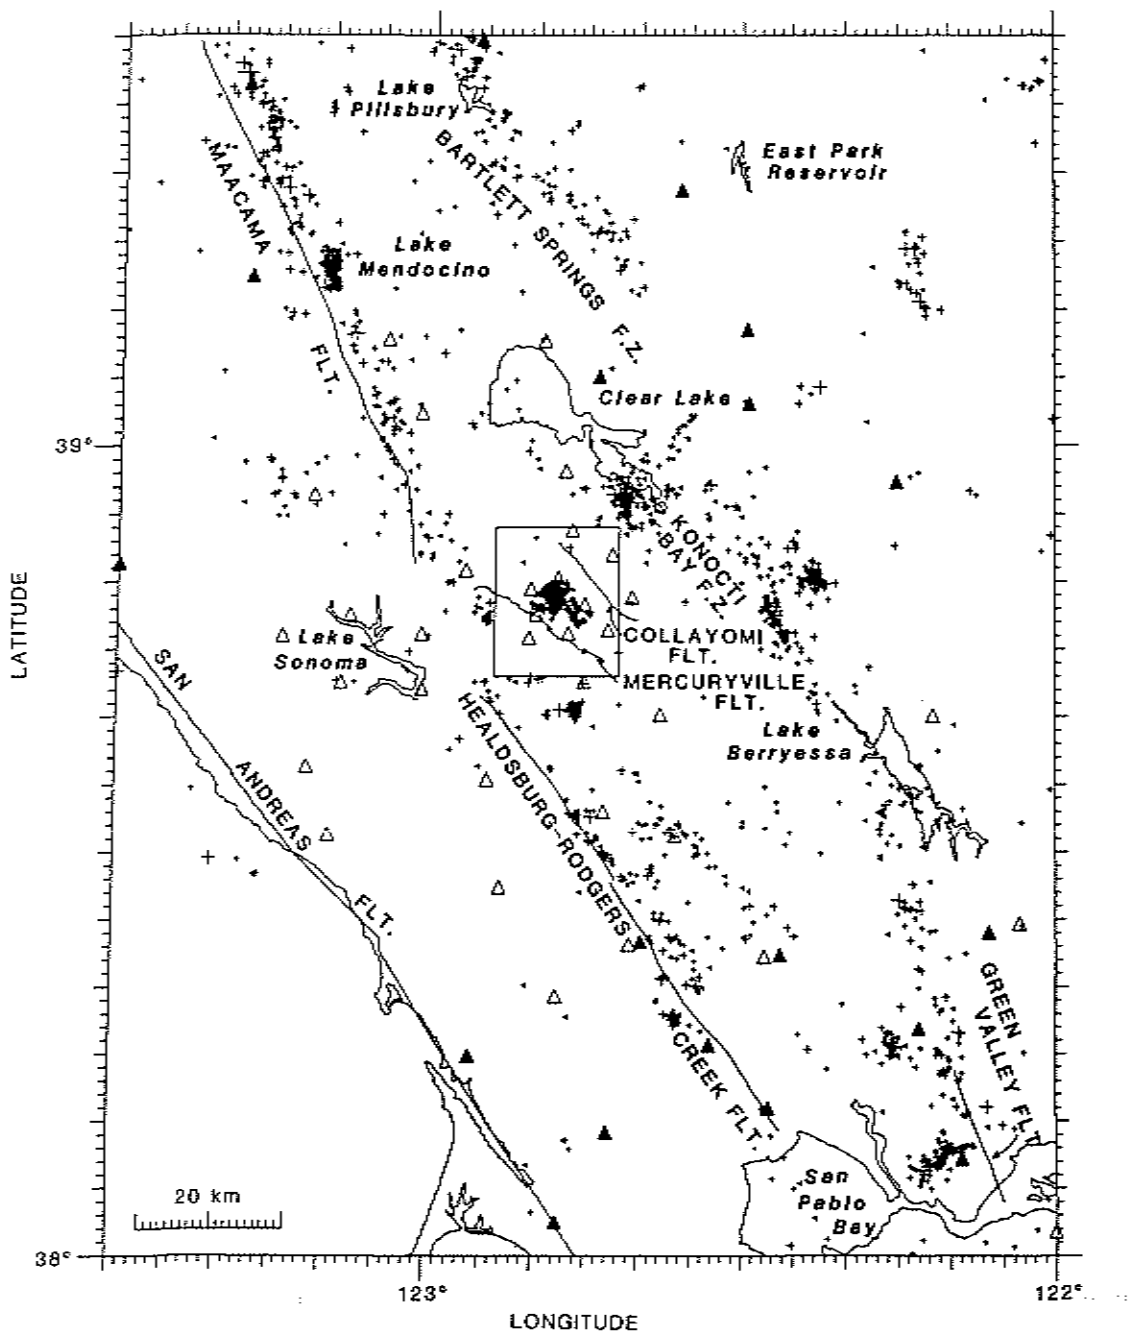 Lake
Pillsbury
East Park
Reservoir
BARTLETT SPRINGS F.Z.
MAACAMA
FLT.
Lake
Mendocino
Clear Lake
39°
KONOCTI
BAY F.Z.
COLLAYOMI
FLT.
MERCURYVILLE
FLT.
Lake
Sonoma
LATITUDE
SAN
ANDREAS
FLT.
HEALDSBURG-RODGERS
CREEK FLT.
Lake
Berryessa
GREEN
VALLEY FLT.
San
Pablo
Bay
20 km
38°
123°
122°
LONGITUDE